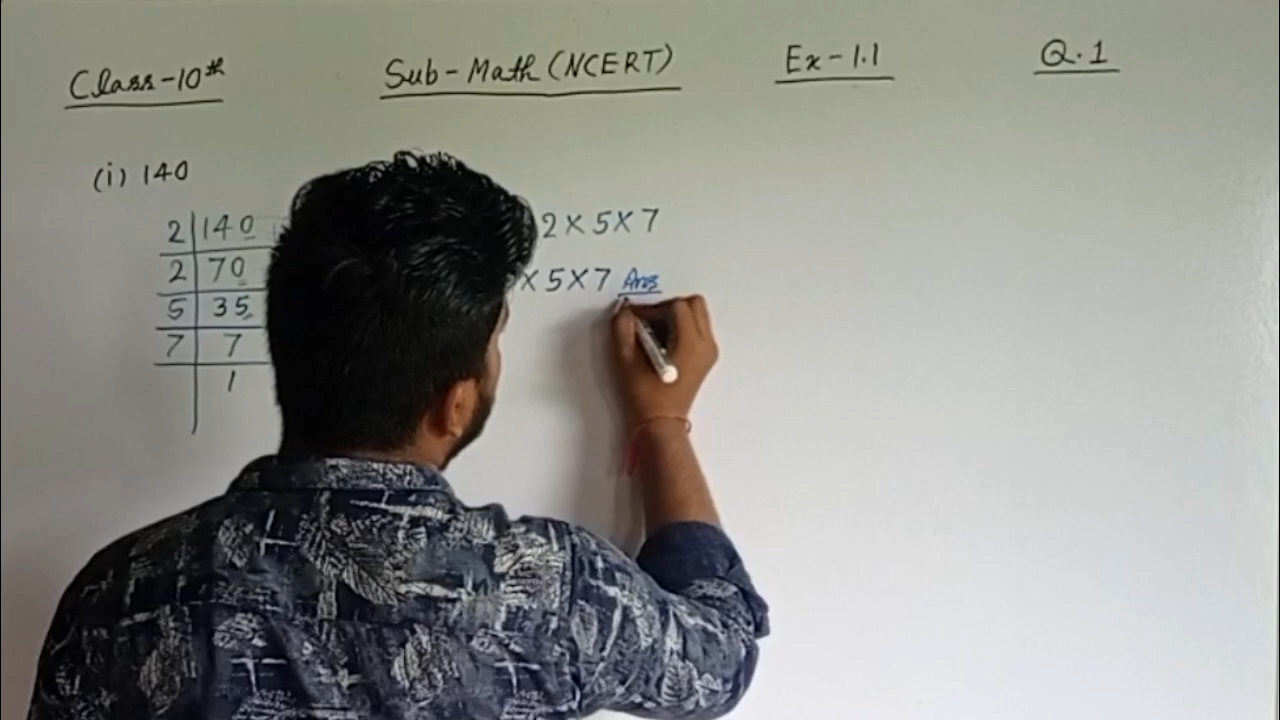 Class-10th Sub-Math (NCERT) Ex-1.1 Q.1
(i) 140
2 140 2×5×7
2 70 ×5×7 Ans
5 35
7 7
1